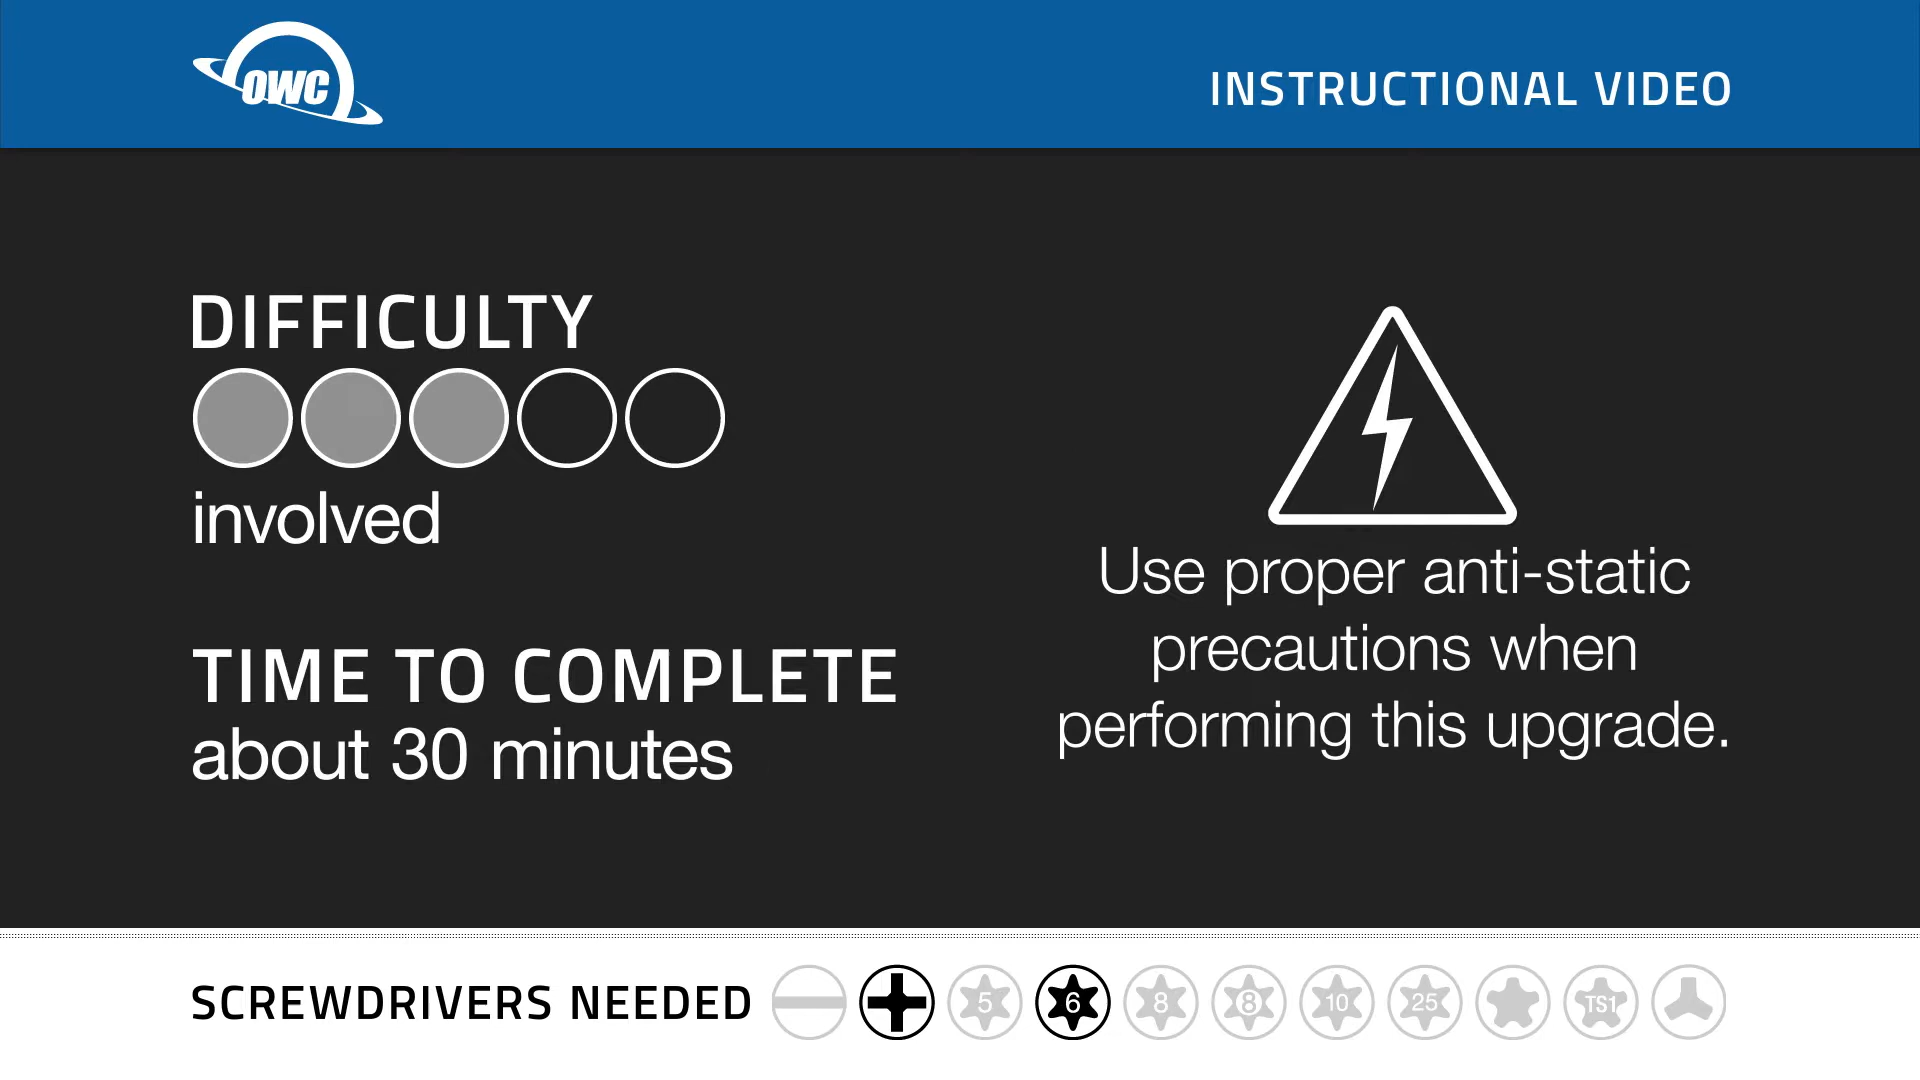 OWC
INSTRUCTIONAL VIDEO
DIFFICULTY
involved
TIME TO COMPLETE
about 30 minutes
Use proper anti-static
precautions when
performing this upgrade.
SCREWDRIVERS NEEDED 5 6 8 8 10 25 TS1